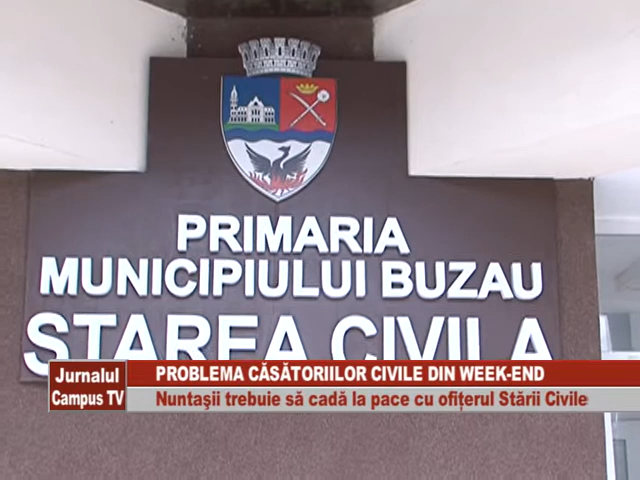 PRIMARIA
MUNICIPIULUI BUZAU
STAREA CIVILA
Jurnalul
Campus TV
PROBLEMA CĂSĂTORIILOR CIVILE DIN WEEK-END
Nuntaşii trebuie să cadă la pace cu ofiţerul Stării Civile